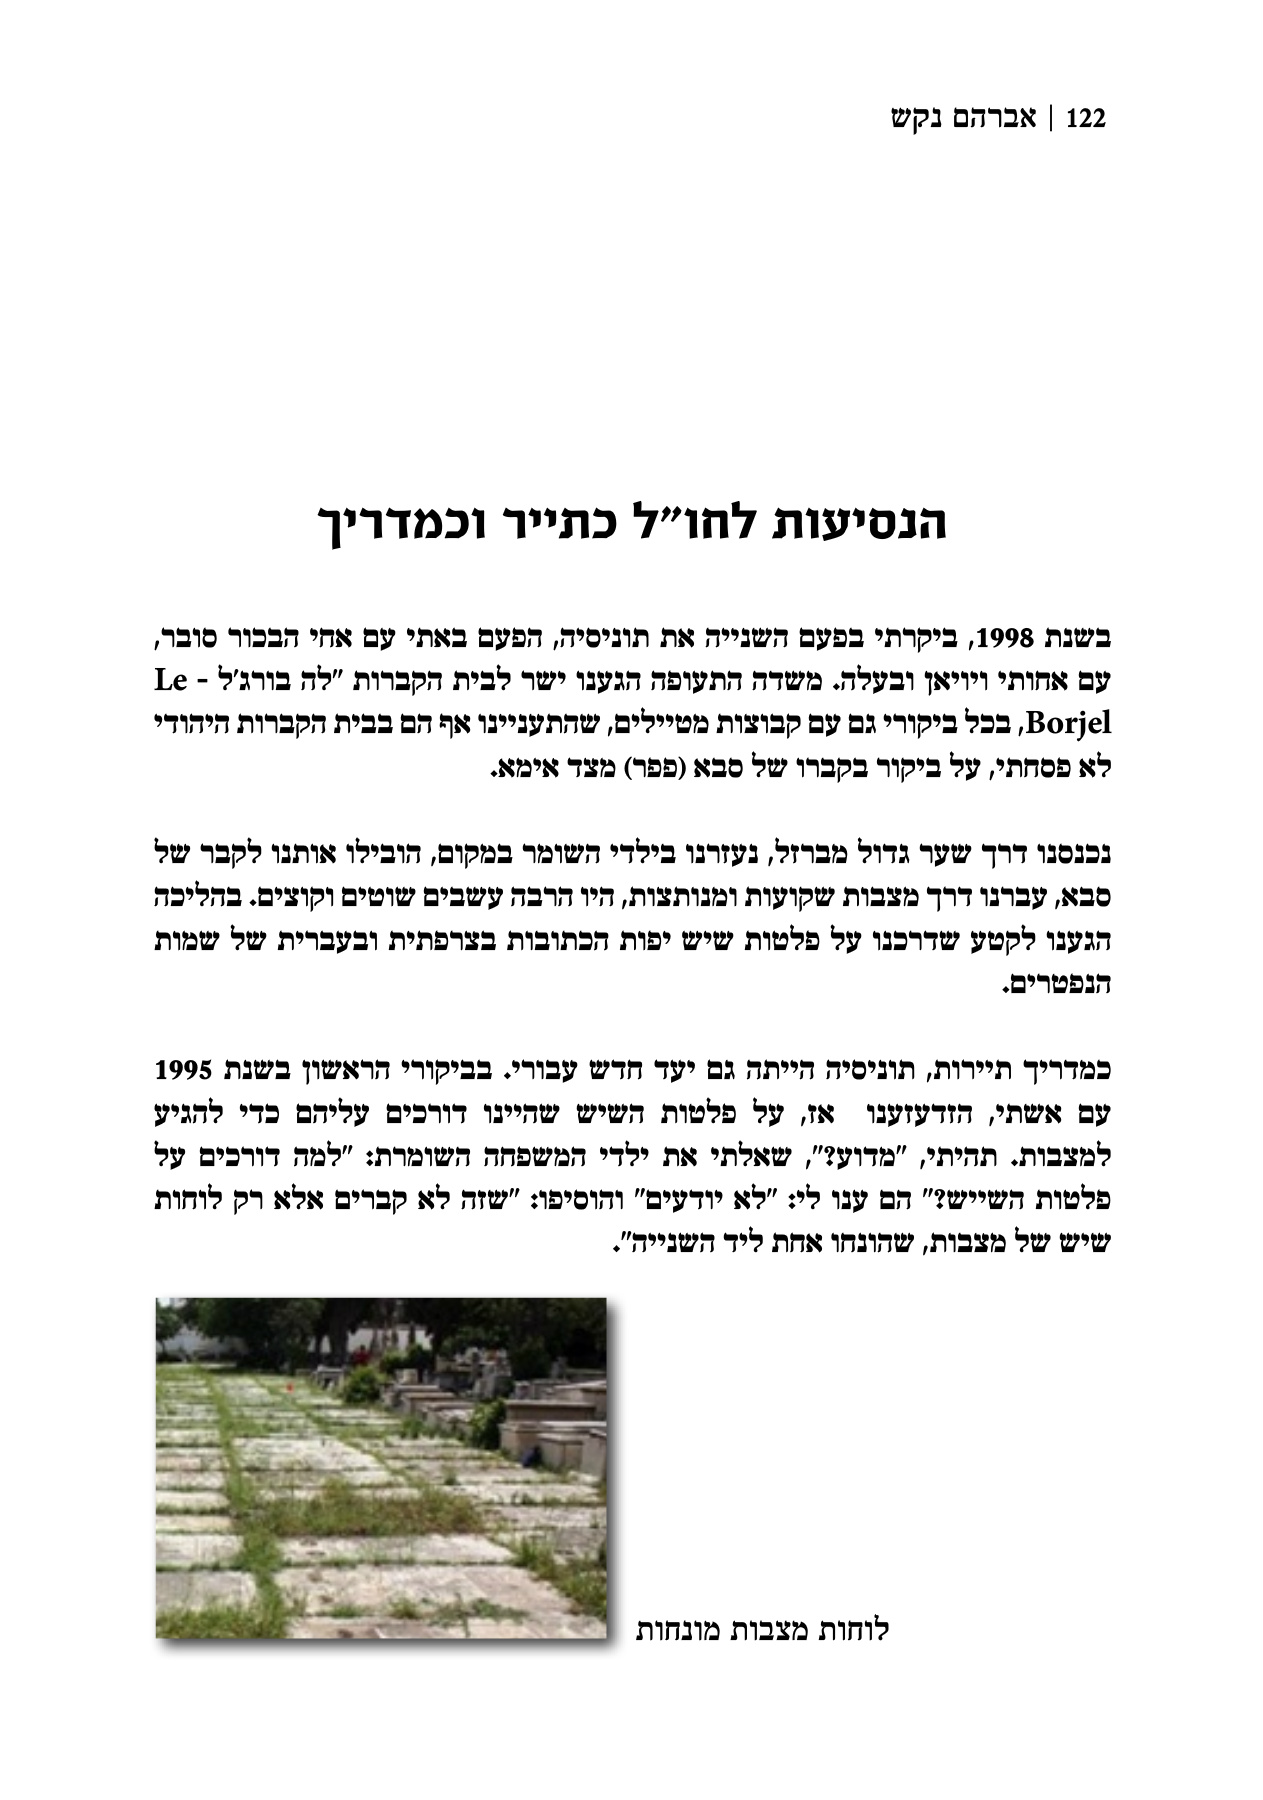 122 | אברהם נקש
הנסיעות לחו״ל כתייר וכמדריך
בשנת 1998, ביקרתי בפעם השנייה את תוניסיה, הפעם באתי עם אחי הבכור סובר,
עם אחותי ויויאן ובעלה. משדה התעופה הגענו ישר לבית הקברות ״לה בורג׳ל - Le
Borjel, בכל ביקורי גם עם קבוצות מטיילים, שהתעניינו אף הם בבית הקברות היהודי
לא פסחתי, על ביקור בקברו של סבא (פפר) מצד אימא.
נכנסנו דרך שער גדול מברזל, נעזרנו בילדי השומר במקום, הובילו אותנו לקבר של
סבא, עברנו דרך מצבות שקועות ומנותצות, היו הרבה עשבים שוטים וקוצים. בהליכה
הגענו לקטע שדרכנו על פלטות שיש יפות הכתובות בצרפתית ובעברית של שמות
הנפטרים.
כמדריך תיירות, תוניסיה הייתה גם יעד חדש עבורי. בביקורי הראשון בשנת 1995
עם אשתי, הזדעזענו אז, על פלטות השיש שהיינו דורכים עליהם כדי להגיע
למצבות. תהיתי, ״מדוע?״, שאלתי את ילדי המשפחה השומרת: ״למה דורכים על
פלטות השייש?״ הם ענו לי: ״לא יודעים״ והוסיפו: ״שזה לא קברים אלא רק לוחות
שיש של מצבות, שהונחו אחת ליד השנייה״.
לוחות מצבות מונחות